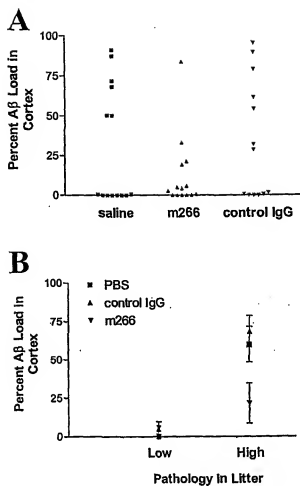 A
Percent Aβ Load in
Cortex
100
75
50
25
0
saline m266 control IgG
B
PBS
control IgG
m266
Percent Aβ Load in
Cortex
100
75
50
25
0
Low High
Pathology In Litter